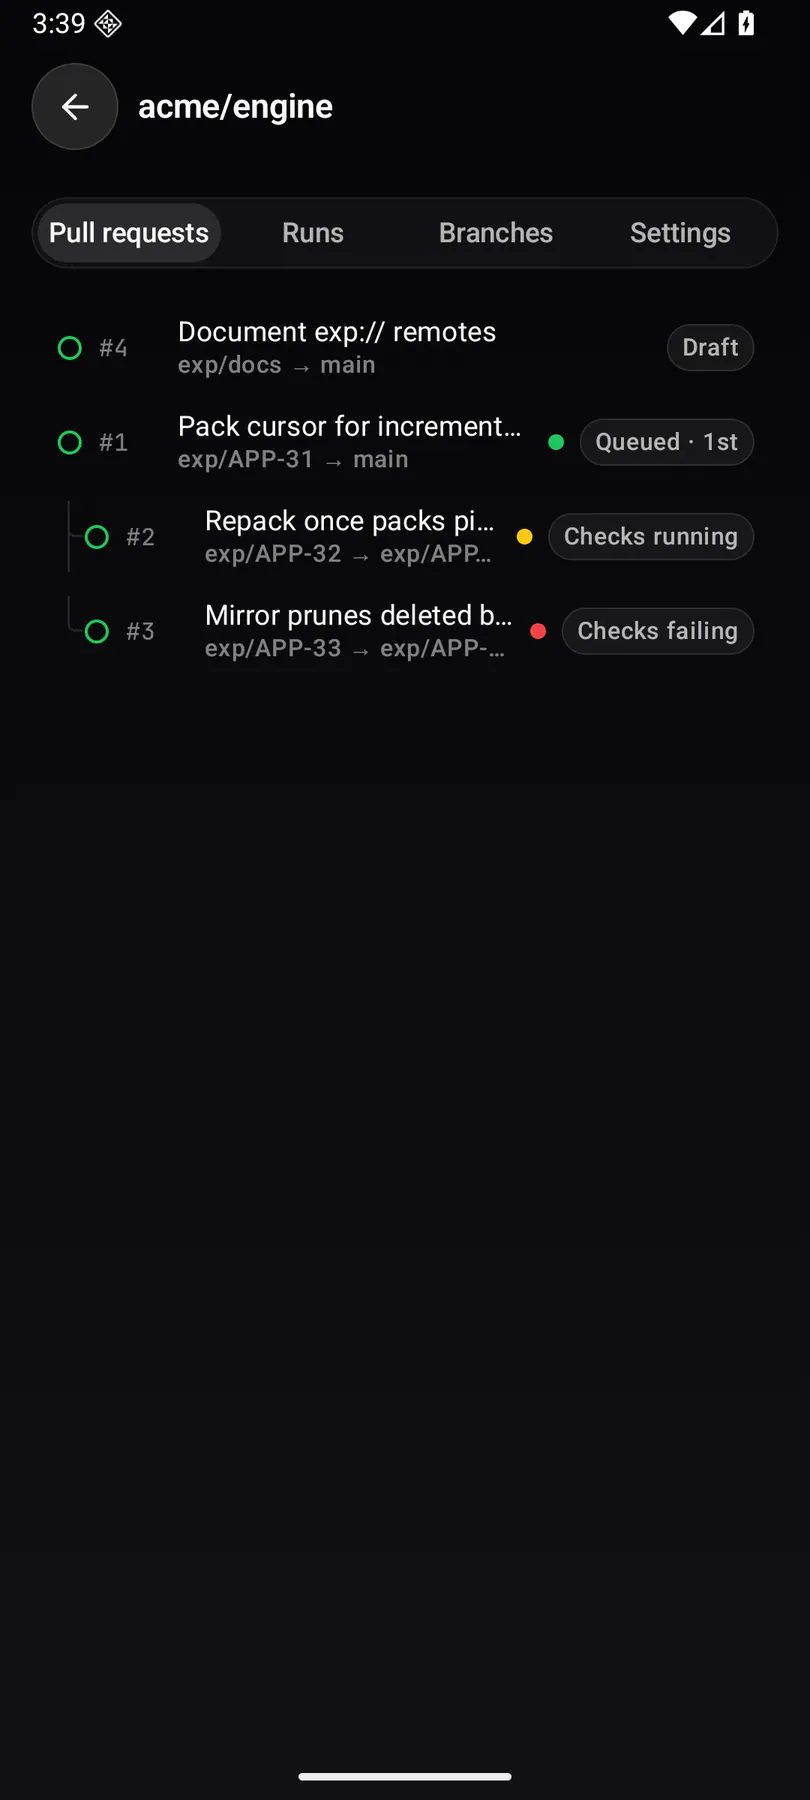 3:39
acme/engine
Pull requests Runs Branches Settings
#4 Document exp:// remotes Draft
exp/docs → main
#1 Pack cursor for increment… Queued · 1st
exp/APP-31 → main
#2 Repack once packs pi… Checks running
exp/APP-32 → exp/APP…
#3 Mirror prunes deleted b… Checks failing
exp/APP-33 → exp/APP-…